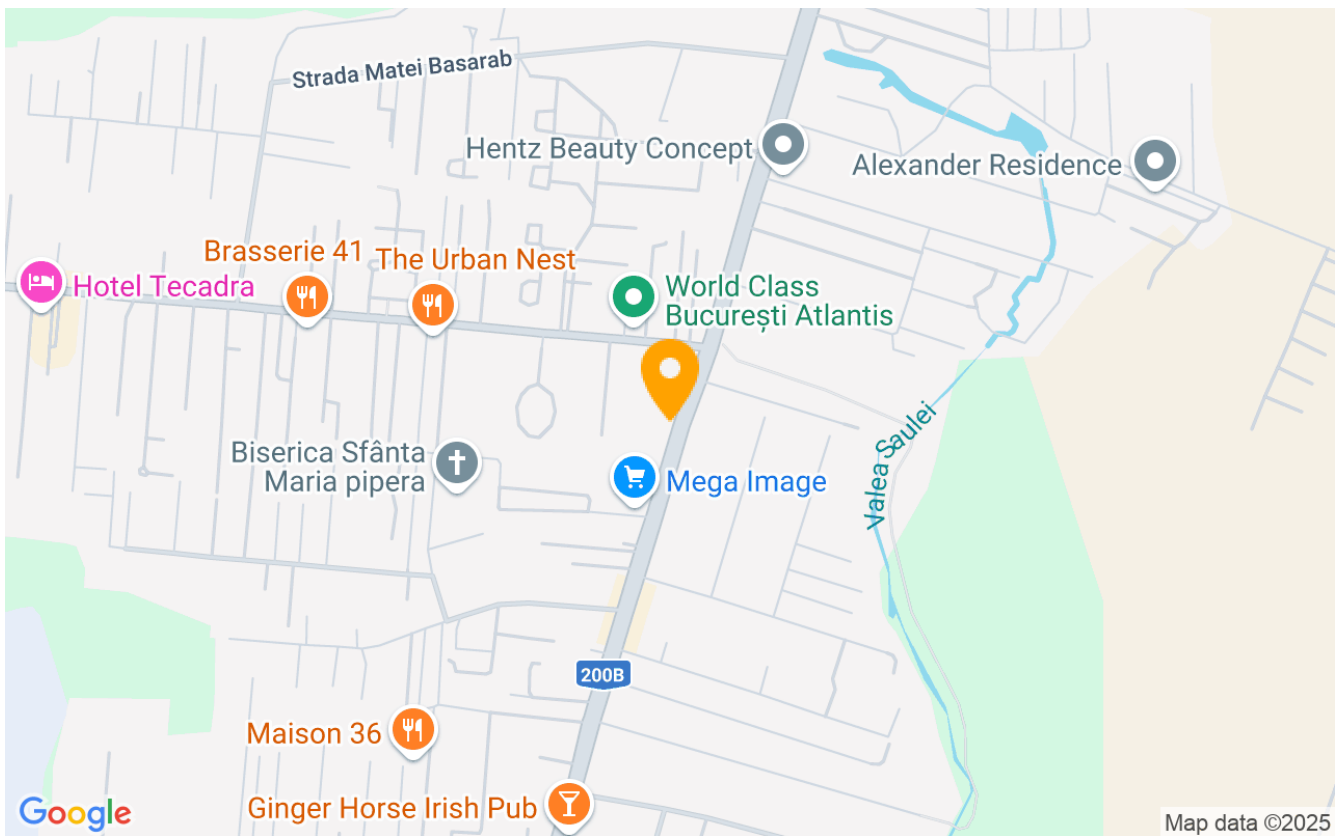 Strada Matei Basarab
Hentz Beauty Concept
Alexander Residence
Brasserie 41
The Urban Nest
Hotel Tecadra
World Class
București Atlantis
Valea Saulei
Biserica Sfânta
Maria pipera
Mega Image
200B
Maison 36
Ginger Horse Irish Pub
Google
Map data ©2025